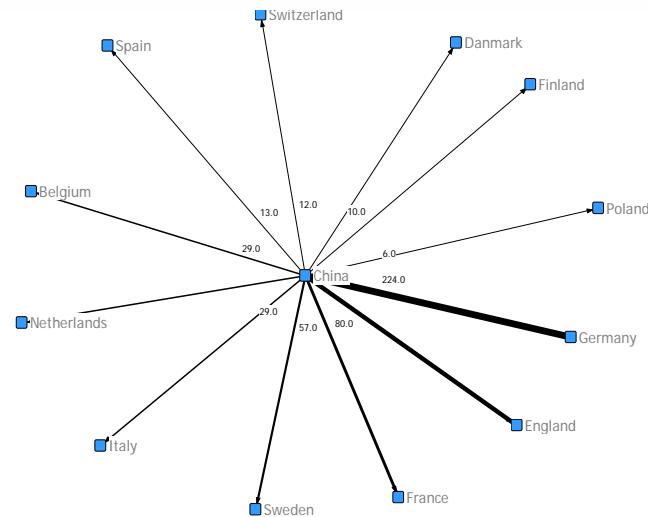 Switzerland
Spain
Danmark
Finland
Belgium
Poland
13.0
12.0
10.0
29.0
6.0
China
224.0
Netherlands
29.0
57.0
80.0
Germany
England
Italy
France
Sweden